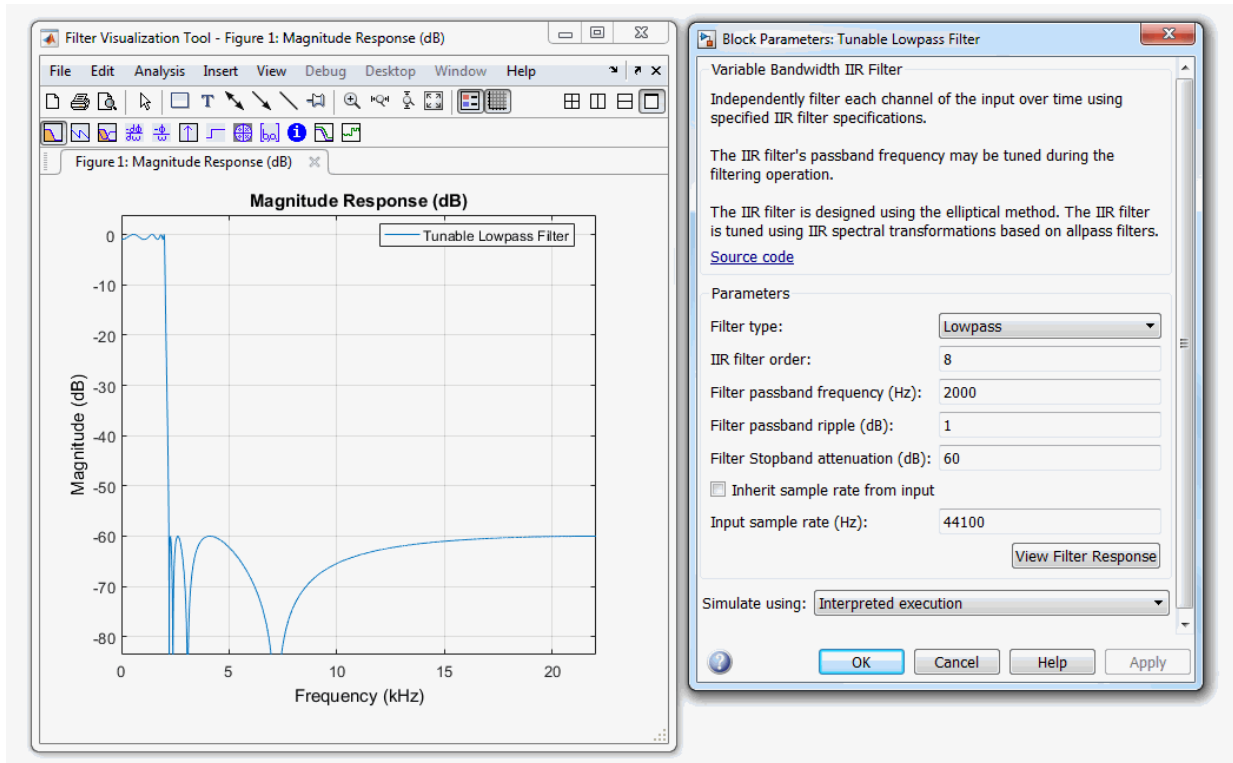 Filter Visualization Tool - Figure 1: Magnitude Response (dB)
File Edit Analysis Insert View Debug Desktop Window Help
Figure 1: Magnitude Response (dB)
Magnitude Response (dB)
Tunable Lowpass Filter
0
-10
-20
-30
-40
-50
-60
-70
-80
Magnitude (dB)
0 5 10 15 20
Frequency (kHz)
Block Parameters: Tunable Lowpass Filter
Variable Bandwidth IIR Filter
Independently filter each channel of the input over time using
specified IIR filter specifications.
The IIR filter's passband frequency may be tuned during the
filtering operation.
The IIR filter is designed using the elliptical method. The IIR filter
is tuned using IIR spectral transformations based on allpass filters.
Source code
Parameters
Filter type: Lowpass
IIR filter order: 8
Filter passband frequency (Hz): 2000
Filter passband ripple (dB): 1
Filter Stopband attenuation (dB): 60
Inherit sample rate from input
Input sample rate (Hz): 44100
View Filter Response
Simulate using: Interpreted execution
OK Cancel Help Apply